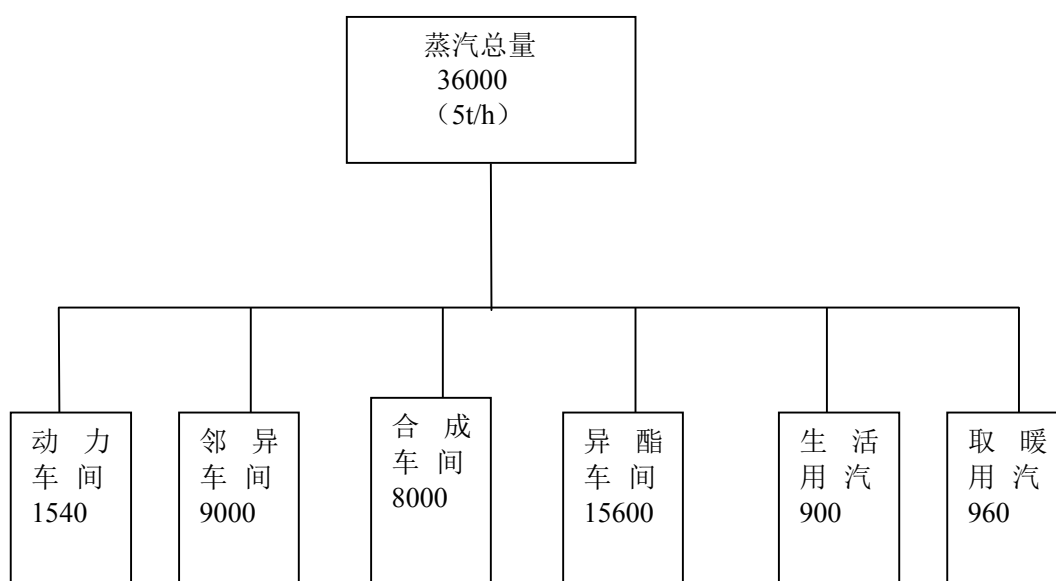 蒸汽总量
36000
（5t/h）
动 力
车 间
1540
邻 异
车 间
9000
合 成
车 间
8000
异 酯
车 间
15600
生 活
用 汽
900
取 暖
用 汽
960